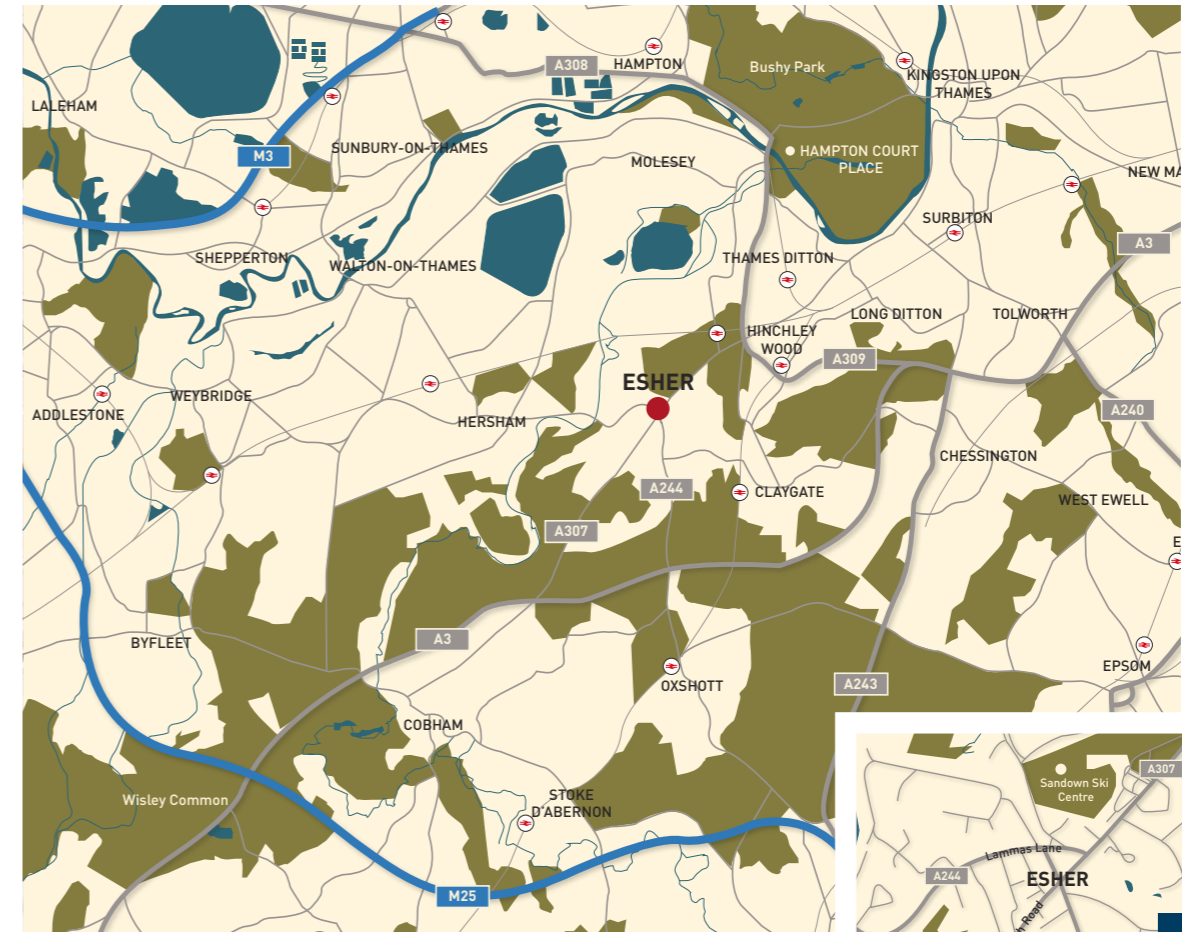 A308
HAMPTON
Bushy Park
KINGSTON UPON
THAMES
LALEHAM
M3
SUNBURY-ON-THAMES
MOLESEY
HAMPTON COURT
PLACE
NEW MA
SURBITON
A3
SHEPPERTON
WALTON-ON-THAMES
THAMES DITTON
LONG DITTON
TOLWORTH
HINCHLEY
WOOD
A309
ESHER
ADDLESTONE
WEYBRIDGE
HERSHAM
A240
CHESSINGTON
A244
CLAYGATE
WEST EWELL
A307
E
BYFLEET
A3
EPSOM
OXSHOTT
A243
COBHAM
Wisley Common
STOKE
D'ABERNON
M25
A307
Sandown Ski
Centre
Lammas Lane
A244
ESHER
h Road